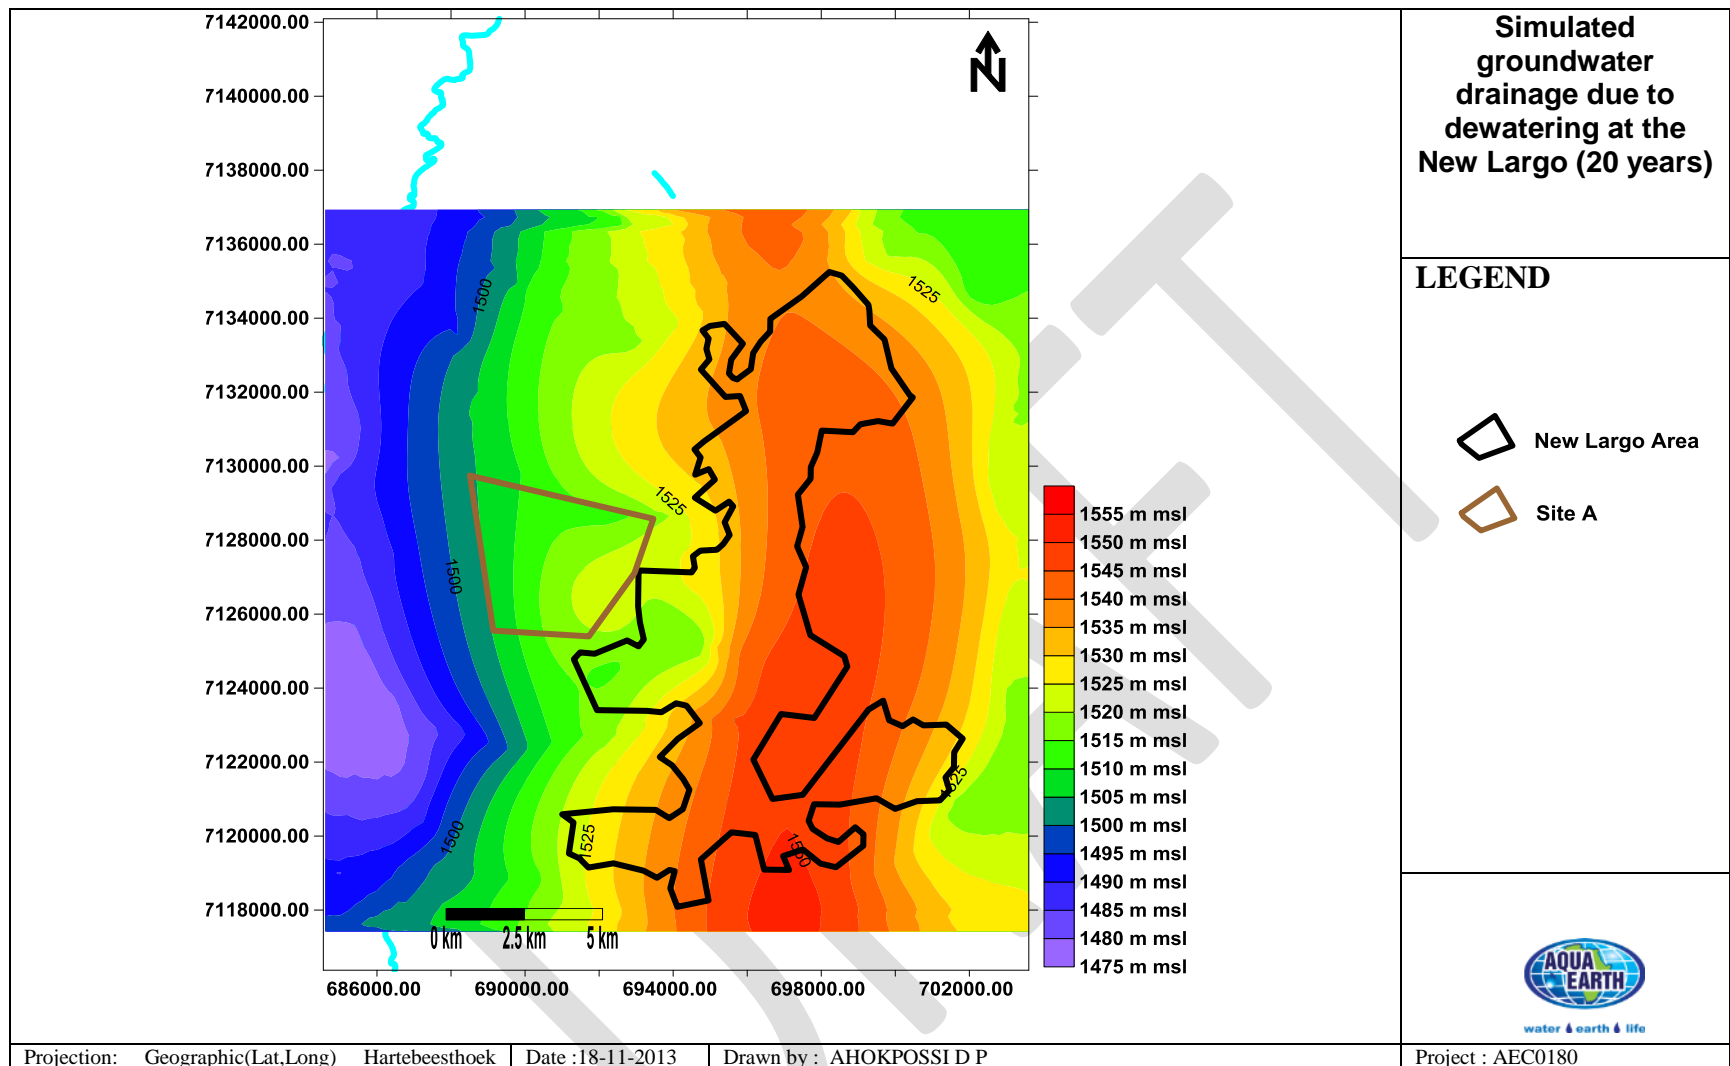 Simulated
groundwater
drainage due to
dewatering at the
New Largo (20 years)
LEGEND
New Largo Area
Site A
N
7142000.00
7140000.00
7138000.00
7136000.00
7134000.00
7132000.00
7130000.00
7128000.00
7126000.00
7124000.00
7122000.00
7120000.00
7118000.00
686000.00 690000.00 694000.00 698000.00 702000.00
1500
1525
1525
1500
1500
1525
1550
1525
0 km 2.5 km 5 km
1555 m msl
1550 m msl
1545 m msl
1540 m msl
1535 m msl
1530 m msl
1525 m msl
1520 m msl
1515 m msl
1510 m msl
1505 m msl
1500 m msl
1495 m msl
1490 m msl
1485 m msl
1480 m msl
1475 m msl
DRAFT
AQUA
EARTH
water earth life
Projection: Geographic(Lat,Long) Hartebeesthoek
Date :18-11-2013
Drawn by : AHOKPOSSI D P
Project : AEC0180